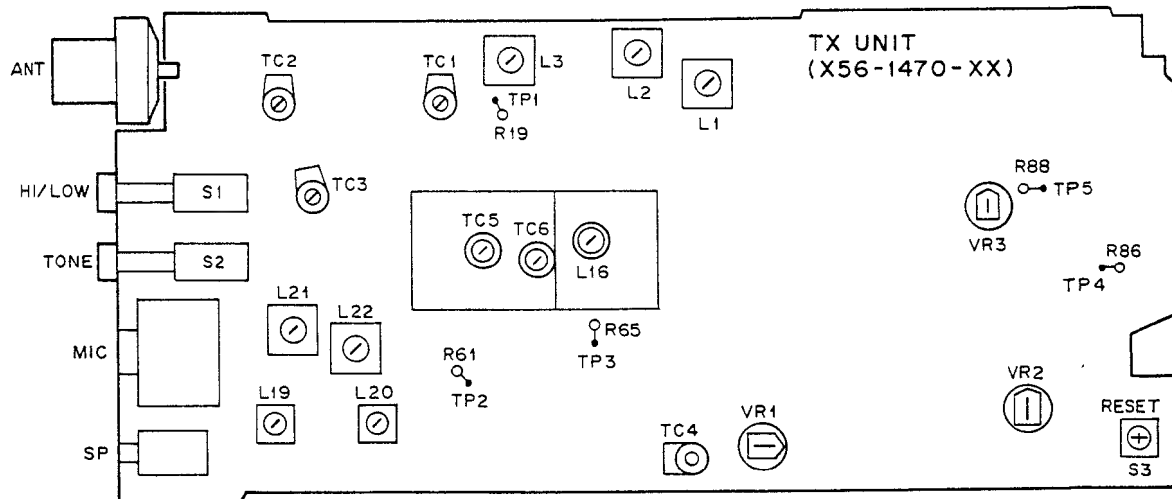 TX UNIT
(X56-1470-XX)
ANT
TC2
TC1
L3
L2
L1
TP1
R19
HI/LOW
S1
TC3
R88
TP5
VR3
TONE
S2
TC5
TC6
L16
R86
TP4
L21
L22
MIC
R65
TP3
R61
TP2
L19
L20
VR2
SP
TC4
VR1
RESET
S3